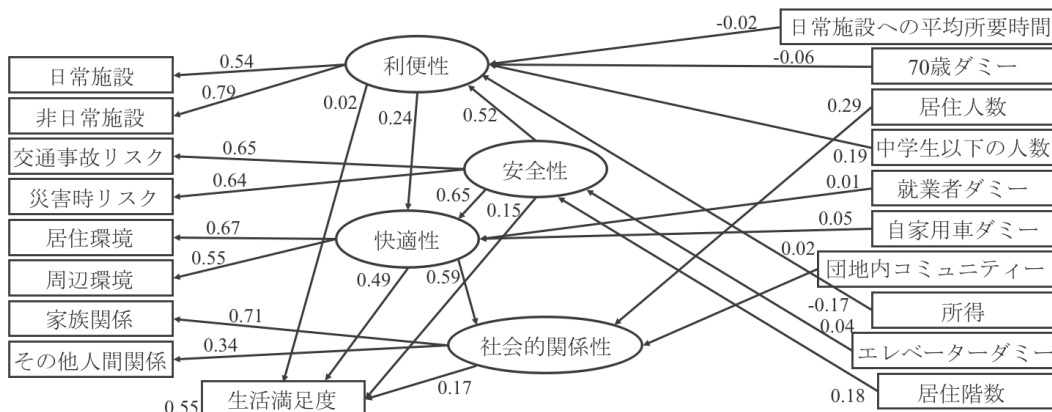 -0.02
日常施設への平均所要時間
日常施設
0.54
利便性
-0.06
70歳ダミー
0.79
0.02
0.29
居住人数
非日常施設
0.24
0.52
交通事故リスク
0.65
安全性
0.19
中学生以下の人数
災害時リスク
0.64
0.65
0.15
0.01
就業者ダミー
居住環境
0.67
快適性
0.05
自家用車ダミー
周辺環境
0.55
0.49
0.59
0.02
団地内コミュニティー
家族関係
0.71
-0.17
所得
その他人間関係
0.34
社会的関係性
0.04
エレベーターダミー
0.55
生活満足度
0.17
0.18
居住階数